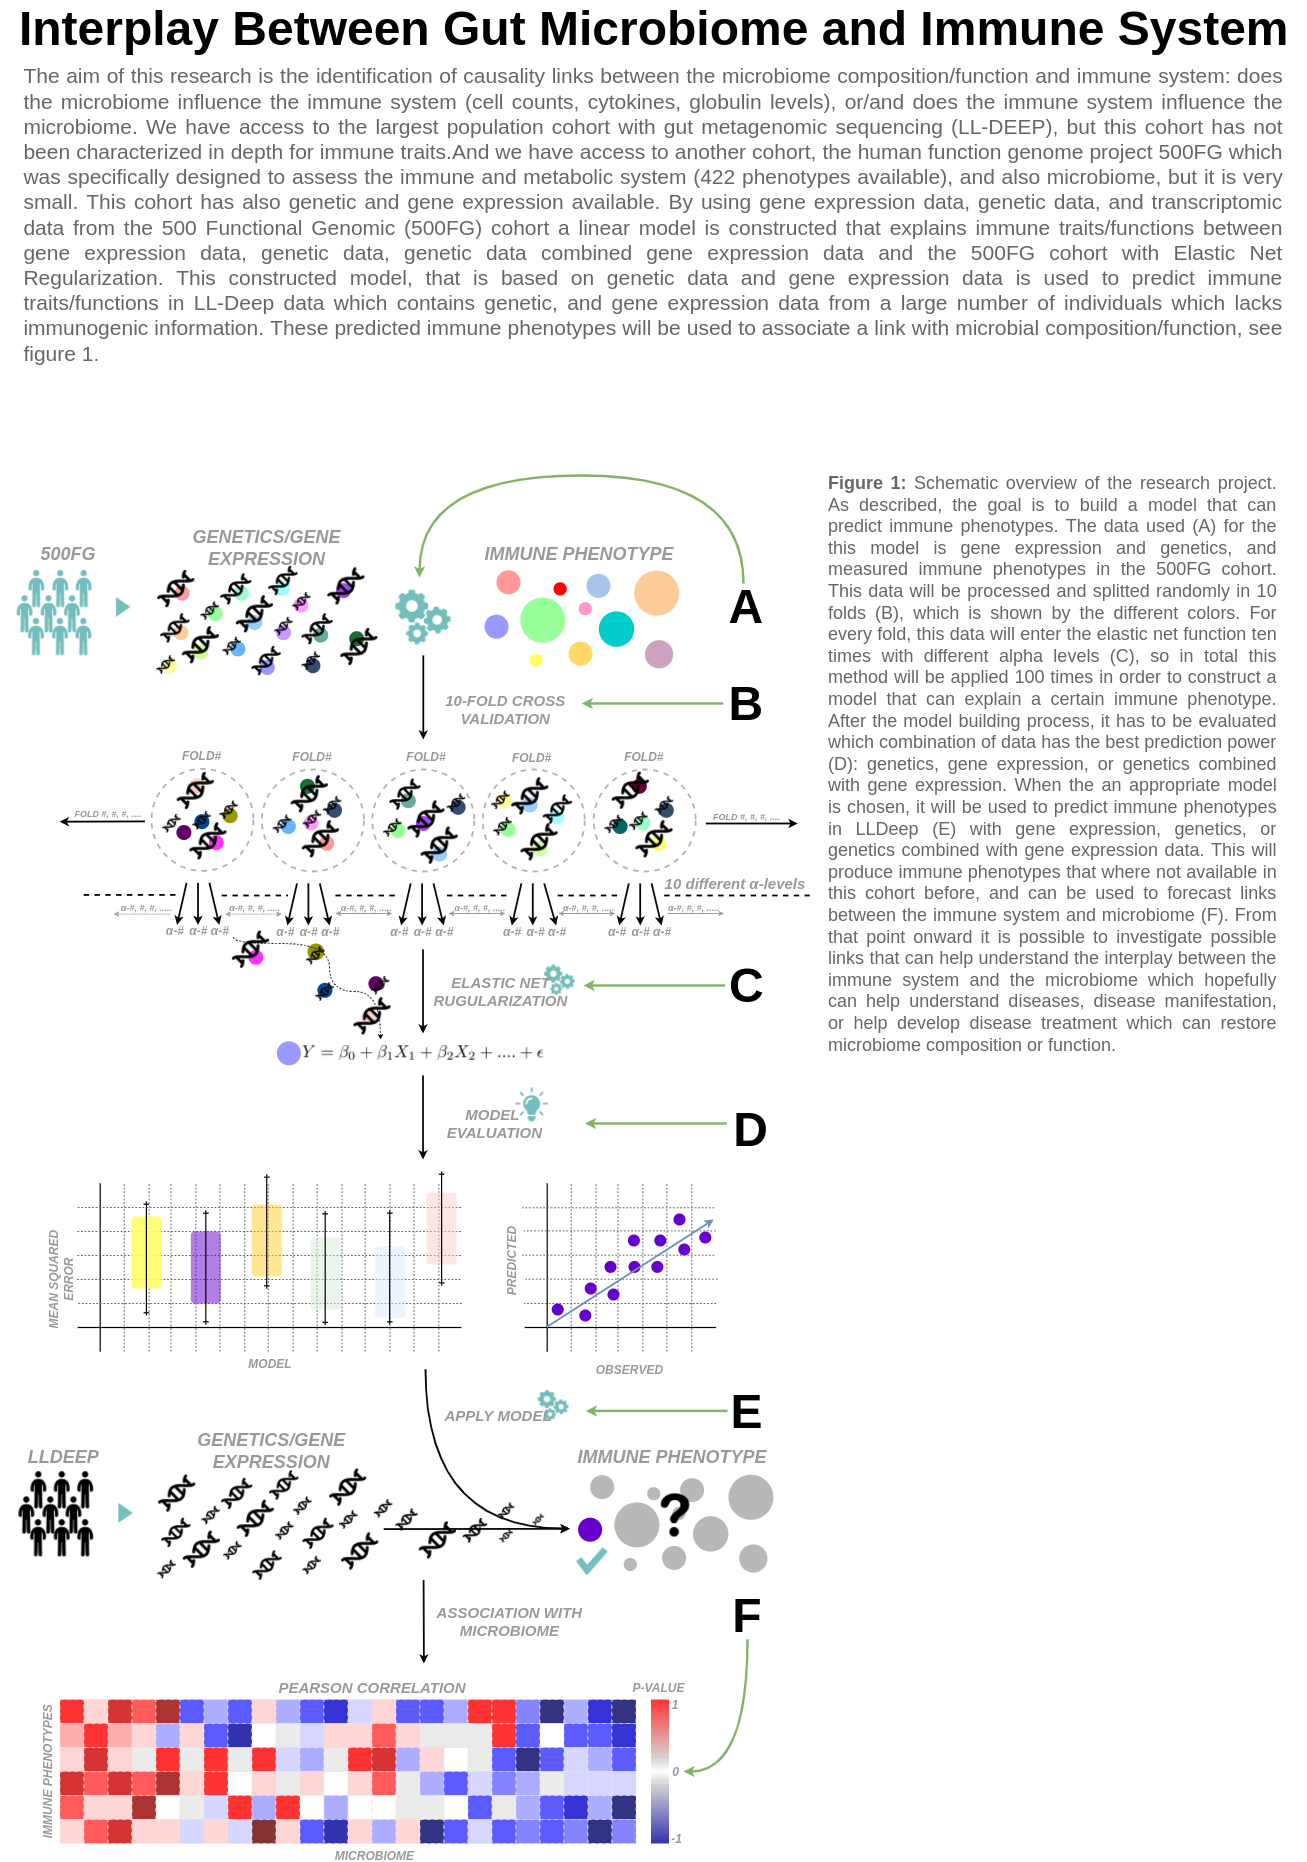 Interplay Between Gut Microbiome and Immune System
The aim of this research is the identification of causality links between the microbiome composition/function and immune system: does
the microbiome influence the immune system (cell counts, cytokines, globulin levels), or/and does the immune system influence the
microbiome. We have access to the largest population cohort with gut metagenomic sequencing (LL-DEEP), but this cohort has not
been characterized in depth for immune traits.And we have access to another cohort, the human function genome project 500FG which
was specifically designed to assess the immune and metabolic system (422 phenotypes available), and also microbiome, but it is very
small. This cohort has also genetic and gene expression available. By using gene expression data, genetic data, and transcriptomic
data from the 500 Functional Genomic (500FG) cohort a linear model is constructed that explains immune traits/functions between
gene expression data, genetic data, genetic data combined gene expression data and the 500FG cohort with Elastic Net
Regularization. This constructed model, that is based on genetic data and gene expression data is used to predict immune
traits/functions in LL-Deep data which contains genetic, and gene expression data from a large number of individuals which lacks
immunogenic information. These predicted immune phenotypes will be used to associate a link with microbial composition/function, see
figure 1.
500FG
GENETICS/GENE
EXPRESSION
IMMUNE PHENOTYPE
A
10-FOLD CROSS
VALIDATION
B
FOLD#
FOLD#
FOLD#
FOLD#
FOLD#
FOLD #, #, #, ....
FOLD #, #, #, ....
10 different α-levels
α-#, #, #, .....
α-#, #, #, .....
α-#, #, #, .....
α-#, #, #, .....
α-#, #, #, .....
α-#, #, #, .....
α-# α-# α-#
α-# α-# α-#
α-# α-# α-#
α-# α-# α-#
α-# α-# α-#
ELASTIC NET
RUGULARIZATION
C
Y = β0 + β1X1 + β2X2 + .... + ϵ
MODEL
EVALUATION
D
MEAN SQUARED
ERROR
MODEL
PREDICTED
OBSERVED
APPLY MODEL
E
LLDEEP
GENETICS/GENE
EXPRESSION
IMMUNE PHENOTYPE
?
ASSOCIATION WITH
MICROBIOME
F
PEARSON CORRELATION
P-VALUE
1
0
-1
IMMUNE PHENOTYPES
MICROBIOME
Figure 1: Schematic overview of the research project.
As described, the goal is to build a model that can
predict immune phenotypes. The data used (A) for the
this model is gene expression and genetics, and
measured immune phenotypes in the 500FG cohort.
This data will be processed and splitted randomly in 10
folds (B), which is shown by the different colors. For
every fold, this data will enter the elastic net function ten
times with different alpha levels (C), so in total this
method will be applied 100 times in order to construct a
model that can explain a certain immune phenotype.
After the model building process, it has to be evaluated
which combination of data has the best prediction power
(D): genetics, gene expression, or genetics combined
with gene expression. When the an appropriate model
is chosen, it will be used to predict immune phenotypes
in LLDeep (E) with gene expression, genetics, or
genetics combined with gene expression data. This will
produce immune phenotypes that where not available in
this cohort before, and can be used to forecast links
between the immune system and microbiome (F). From
that point onward it is possible to investigate possible
links that can help understand the interplay between the
immune system and the microbiome which hopefully
can help understand diseases, disease manifestation,
or help develop disease treatment which can restore
microbiome composition or function.